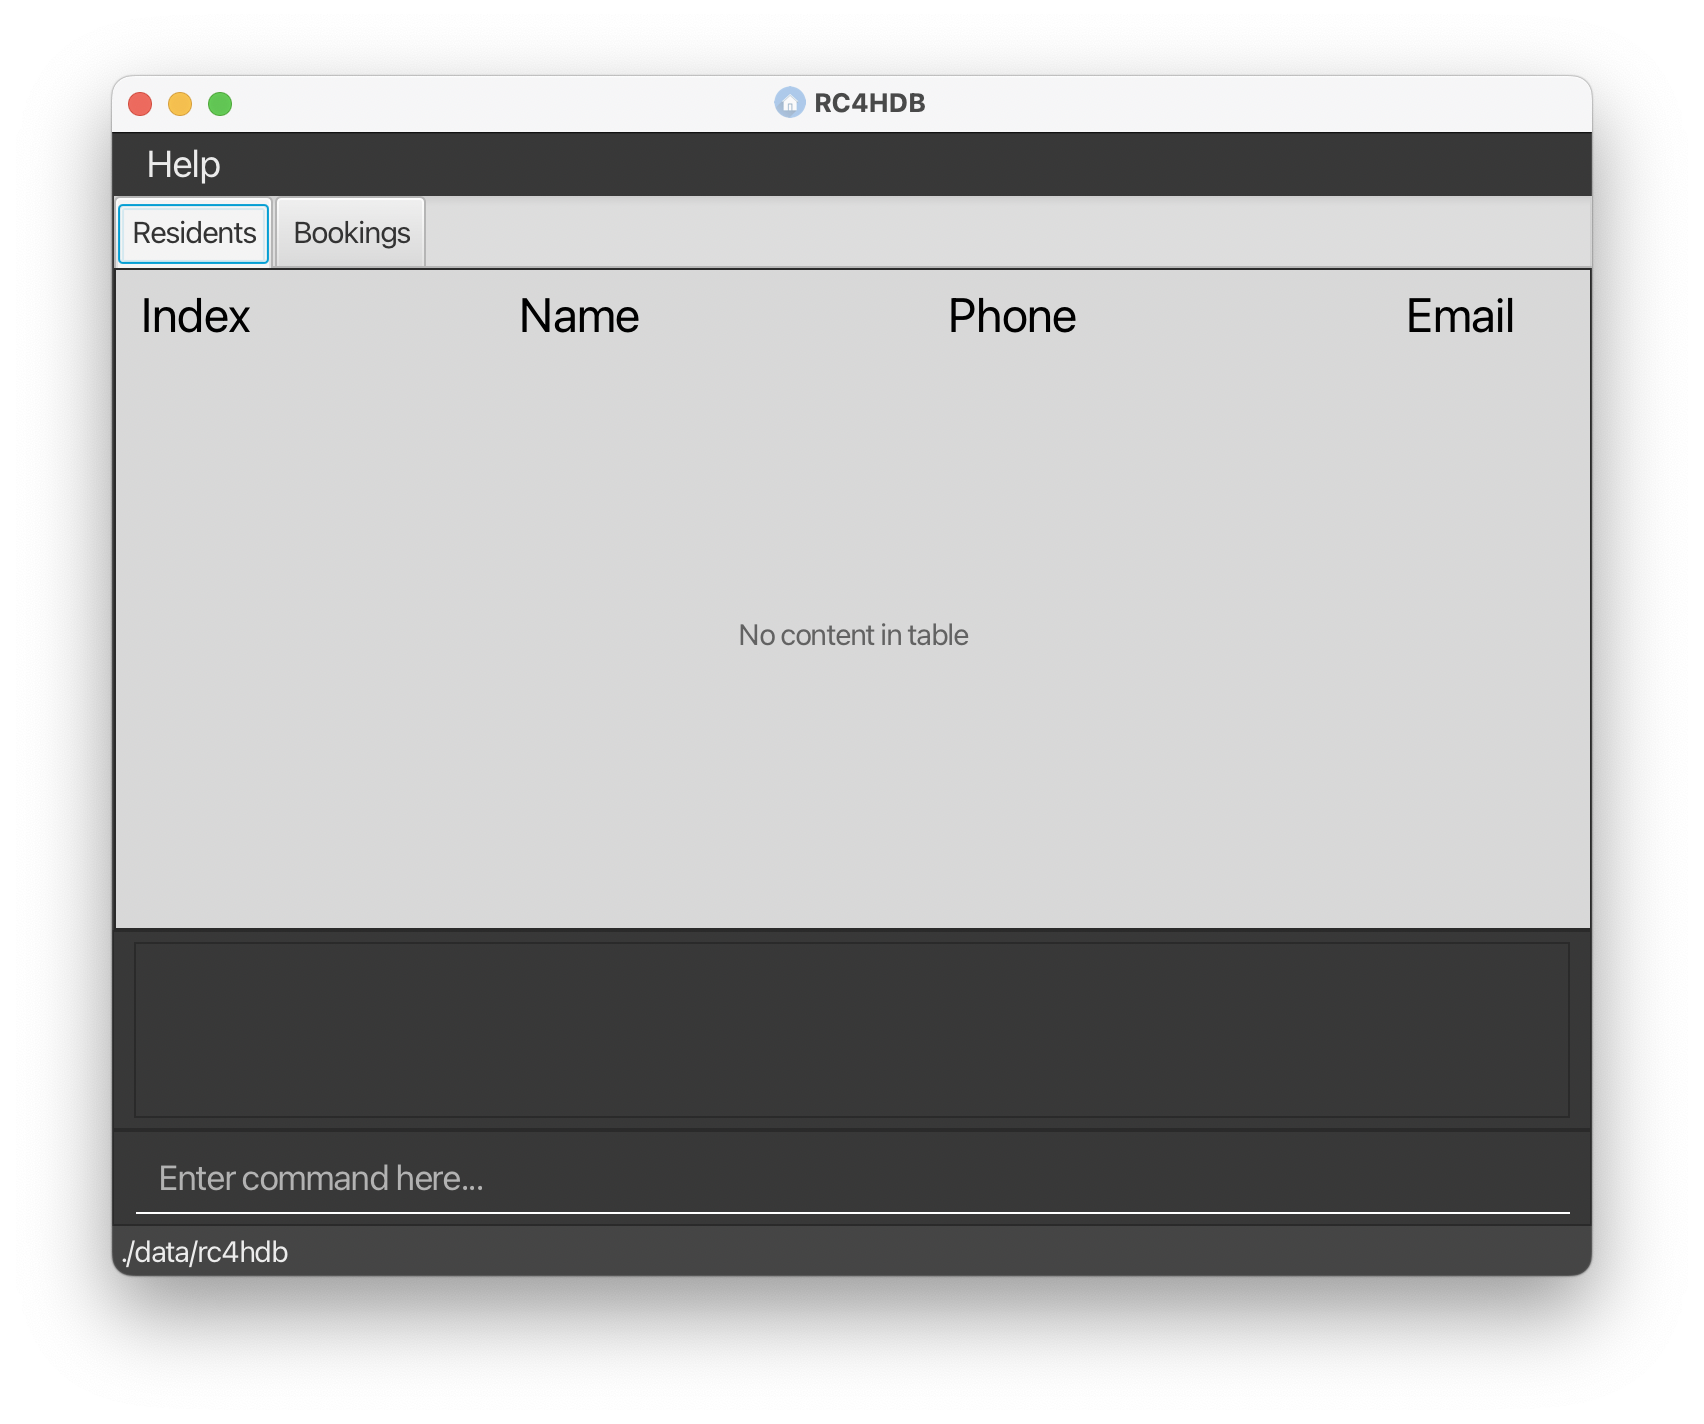 RC4HDB
Help
Residents Bookings
Index Name Phone Email
No content in table
Enter command here...
./data/rc4hdb